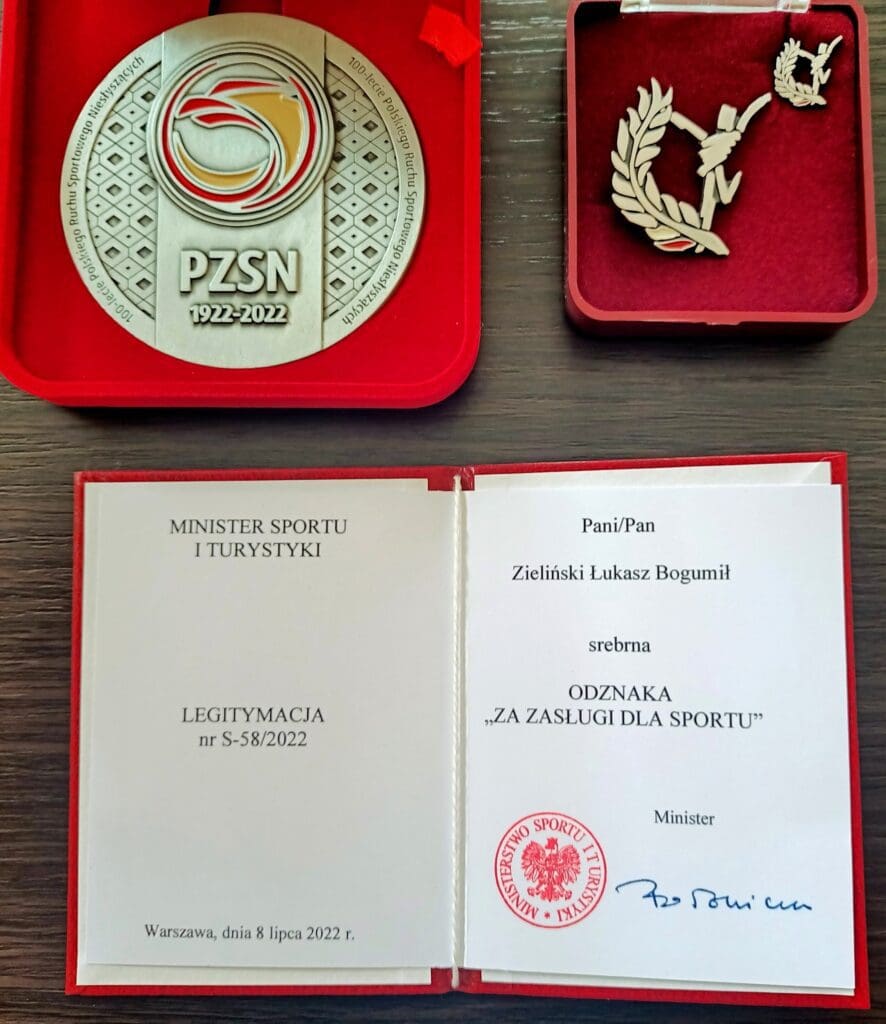 100-lecie Polskiego Ruchu Sportowego Niesłyszących
100-lecie Polskiego Ruchu Sportowego Niesłyszących
PZSN
1922-2022
MINISTER SPORTU
I TURYSTYKI
LEGITYMACJA
nr S-58/2022
Warszawa, dnia 8 lipca 2022 r.
Pani/Pan
Zieliński Łukasz Bogumił
srebrna
ODZNAKA
„ZA ZASŁUGI DLA SPORTU”
Minister
MINISTERSTWO SPORTU I TURYSTYKI *